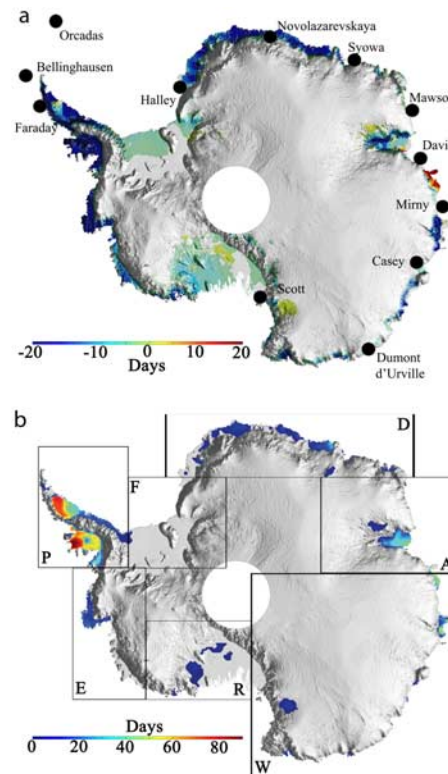 a
Orcadas
Novolazarevskaya
Syowa
Bellinghausen
Halley
Mawso
Faraday
Davi
Mirny
Casey
Scott
-20 -10 0 10 20
Days
Dumont
d'Urville
b
D
F
P
A
E
R
Days
0 20 40 60 80
W